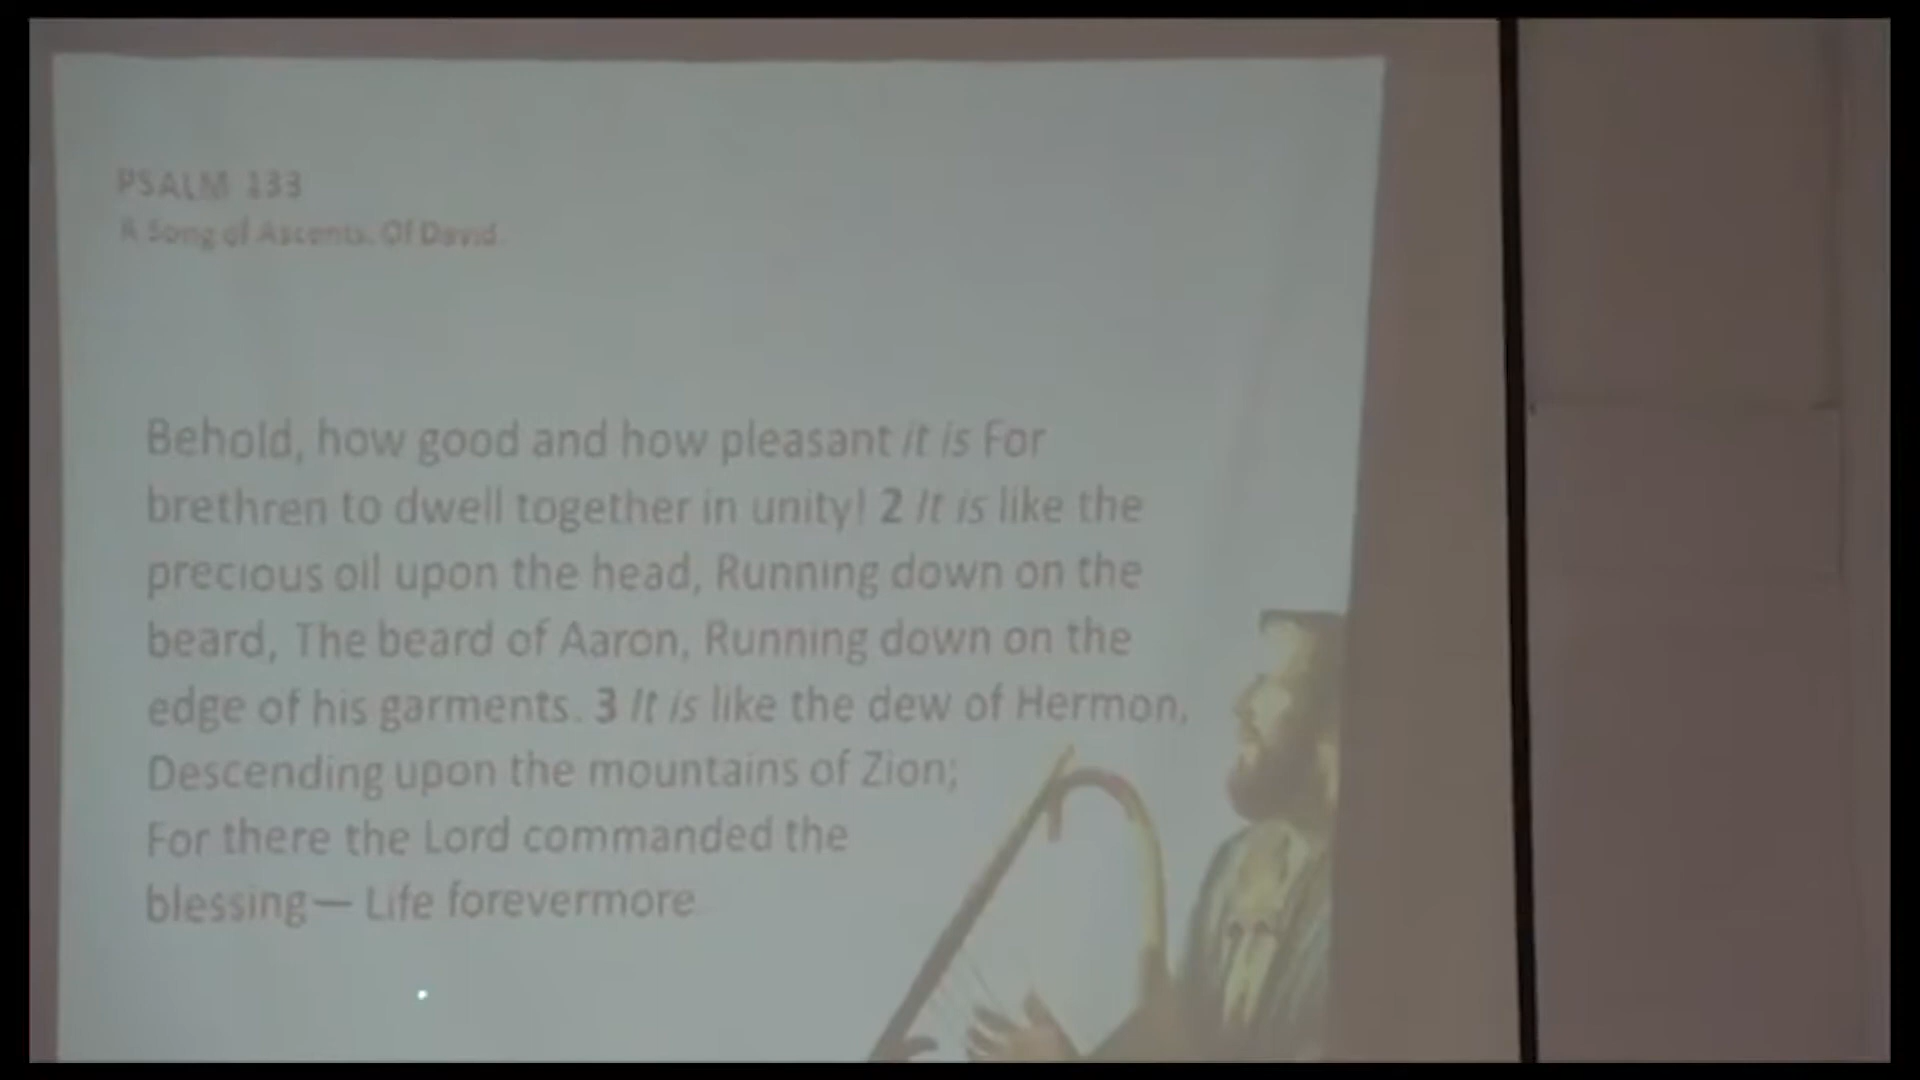 PSALM 133
A Song of Ascents. Of David.
Behold, how good and how pleasant it is For
brethren to dwell together in unity! 2 It is like the
precious oil upon the head, Running down on the
beard, The beard of Aaron, Running down on the
edge of his garments. 3 It is like the dew of Hermon,
Descending upon the mountains of Zion;
For there the Lord commanded the
blessing— Life forevermore